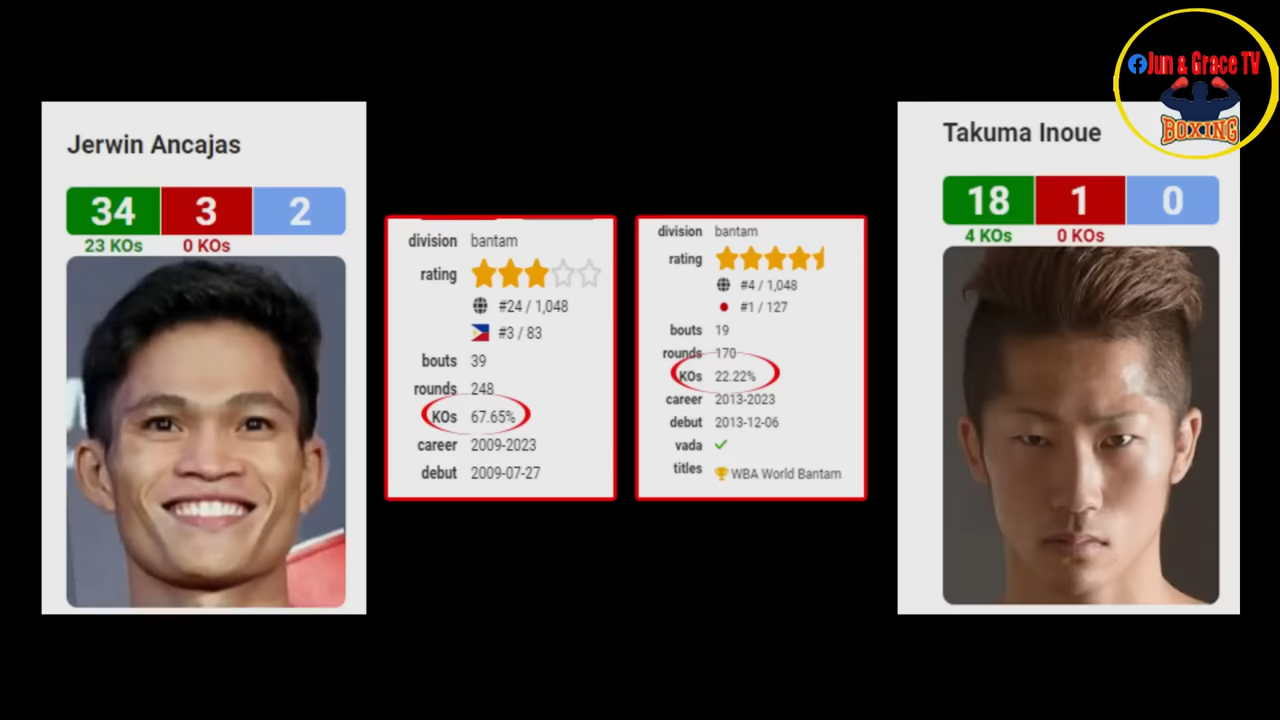 Jun & Grace TV
BOXING
Jerwin Ancajas
34 3 2
23 KOs 0 KOs
division bantam
rating
#24 / 1,048
#3 / 83
bouts 39
rounds 248
KOs 67.65%
career 2009-2023
debut 2009-07-27
division bantam
rating
#4 / 1,048
#1 / 127
bouts 19
rounds 170
KOs 22.22%
career 2013-2023
debut 2013-12-06
vada
titles WBA World Bantam
Takuma Inoue
18 1 0
4 KOs 0 KOs